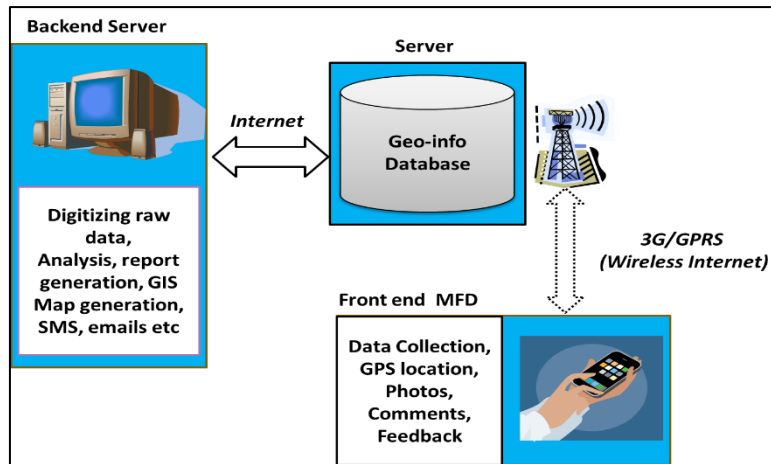 Backend Server
Server
Internet
Geo-info
Database
Digitizing raw
data,
Analysis, report
generation, GIS
Map generation,
SMS, emails etc
3G/GPRS
(Wireless Internet)
Front end  MFD
Data Collection,
GPS location,
Photos,
Comments,
Feedback